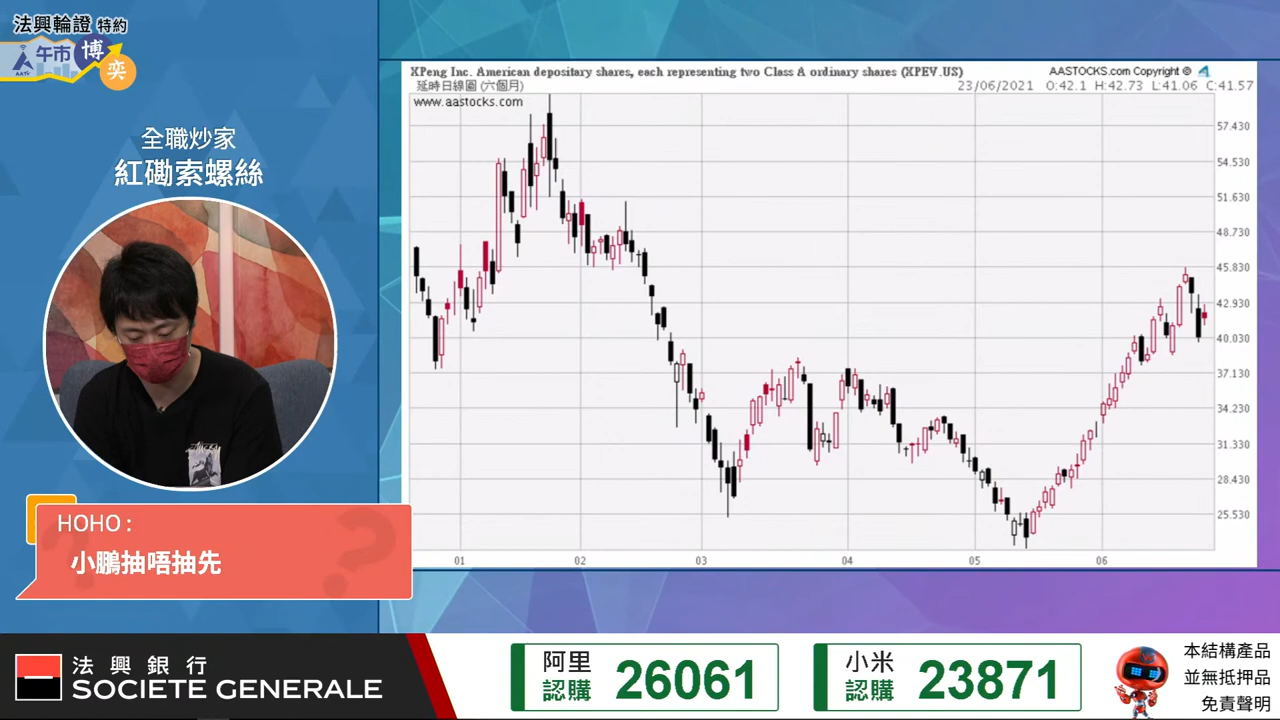 法興輪證 特約
AATV 午市 博
奕
全職炒家
紅磡索螺絲
HOHO :
小鵬抽唔抽先
XPeng Inc. American depositary shares, each representing two Class A ordinary shares (XPEV.US)
AASTOCKS.com Copyright ©
延時日線圖 (六個月)
23/06/2021 O:42.1 H:42.73 L:41.06 C:41.57
www.aastocks.com
57.430
54.530
51.630
48.730
45.830
42.930
40.030
37.130
34.230
31.330
28.430
25.530
01 02 03 04 05 06
法興銀行
SOCIETE GENERALE
阿里
認購 26061
小米
認購 23871
本結構產品
並無抵押品
免責聲明